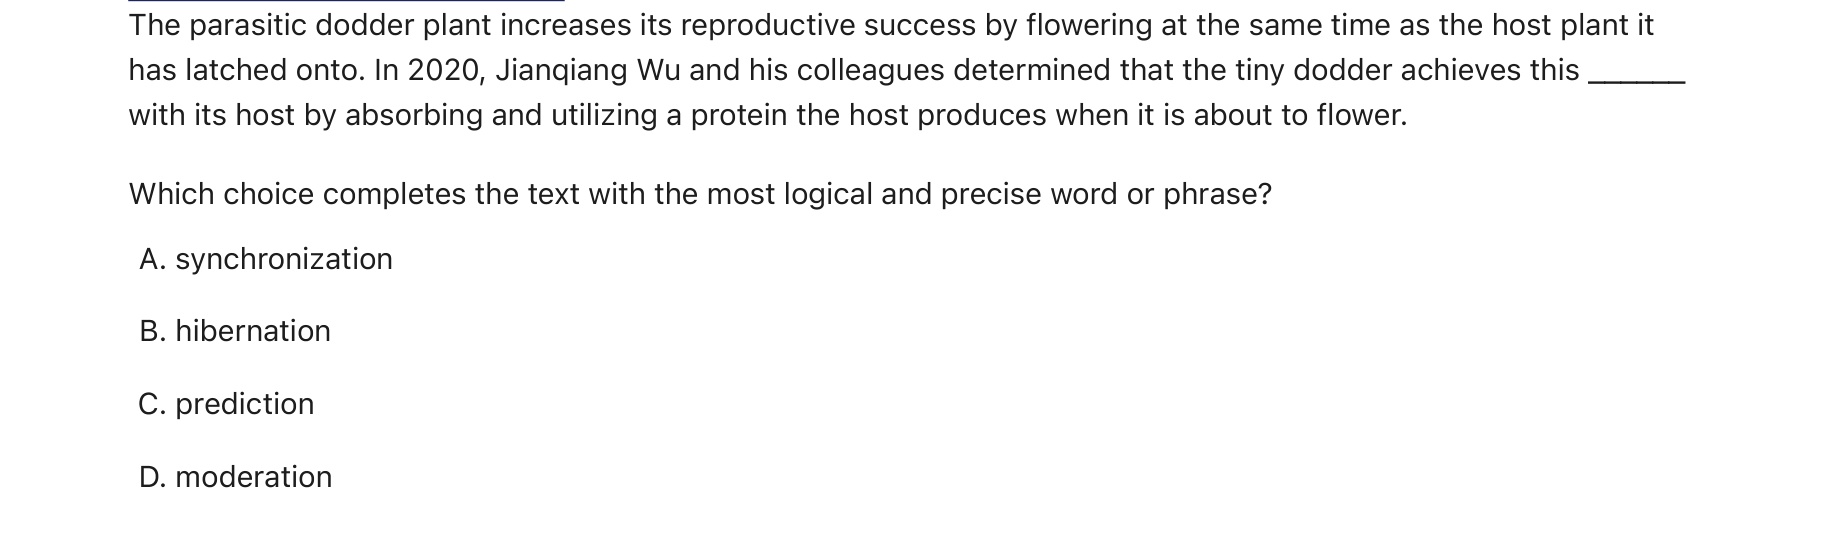 The parasitic dodder plant increases its reproductive success by flowering at the same time as the host plant it
has latched onto. In 2020, Jianqiang Wu and his colleagues determined that the tiny dodder achieves this ______
with its host by absorbing and utilizing a protein the host produces when it is about to flower.
Which choice completes the text with the most logical and precise word or phrase?
A. synchronization
B. hibernation
C. prediction
D. moderation